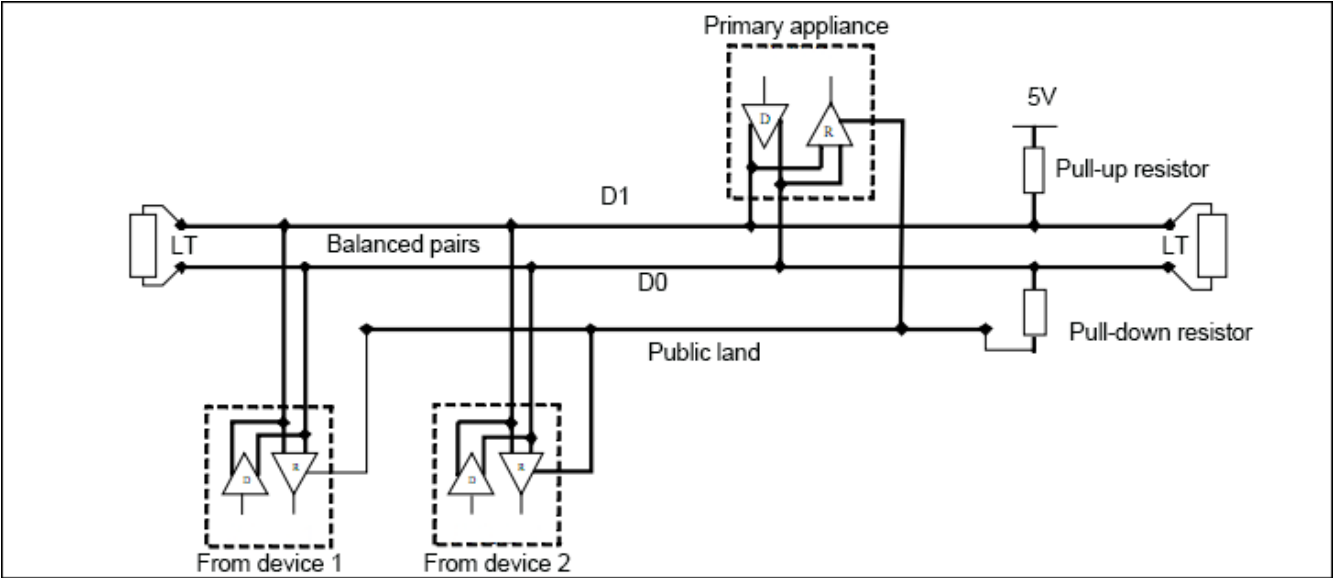 Primary appliance
D
R
5V
Pull-up resistor
D1
LT
Balanced pairs
LT
D0
Public land
Pull-down resistor
D
R
D
R
From device 1
From device 2